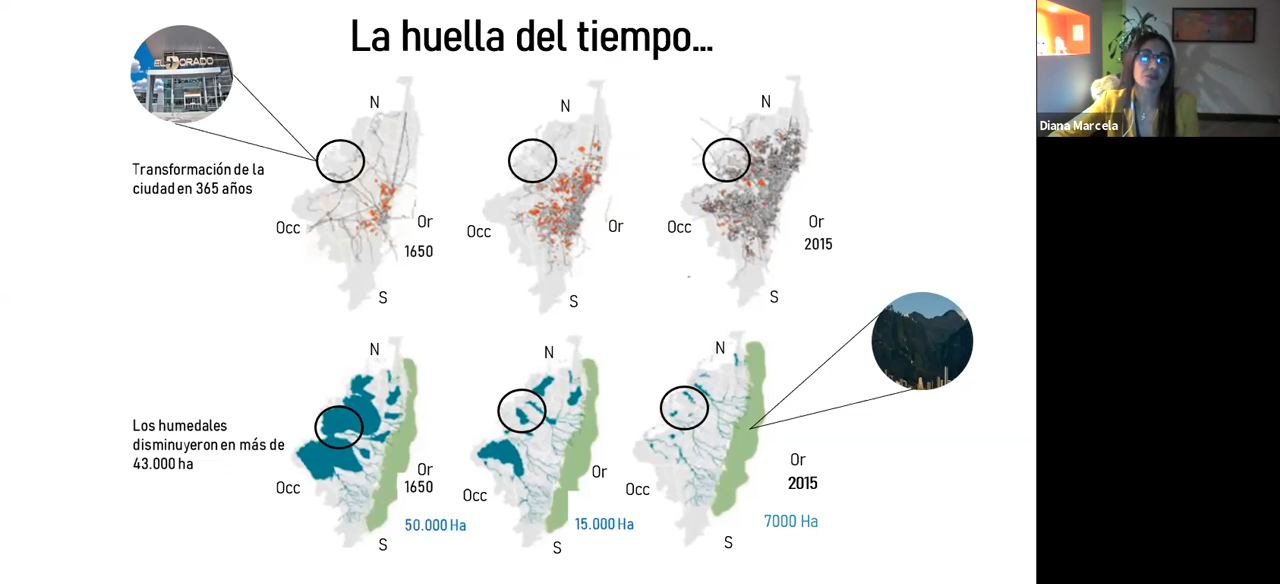 La huella del tiempo...
EL DORADO
N
N
N
Transformación de la
ciudad en 365 años
Occ
Or
1650
Occ
Or
Occ
Or
2015
S
S
S
N
N
N
Los humedales
disminuyeron en más de
43.000 ha
Occ
Or
1650
50.000 Ha
S
Occ
Or
15.000 Ha
S
Occ
Or
2015
7000 Ha
S
Diana Marcela